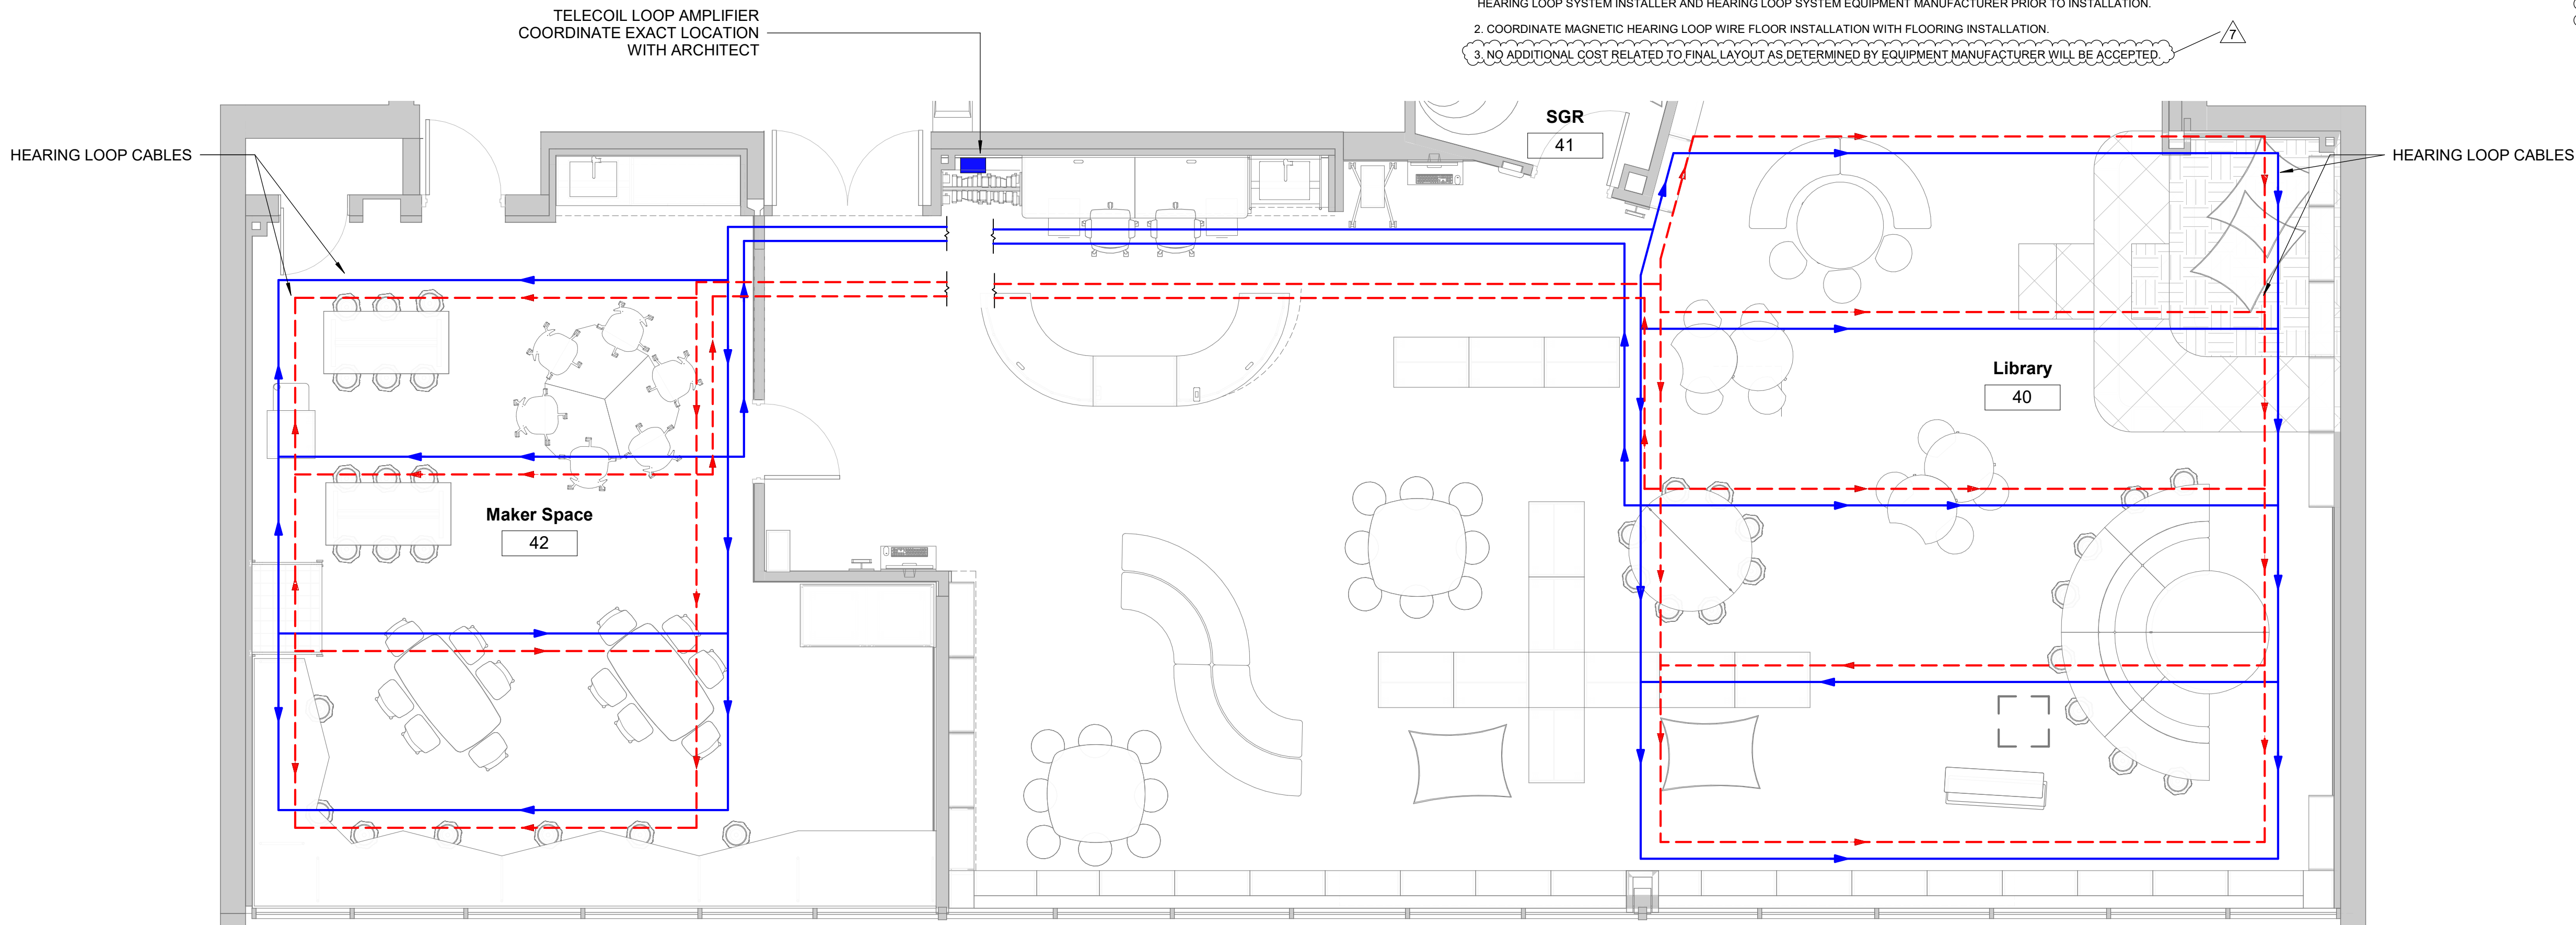 HEARING LOOP SYSTEM INSTALLER AND HEARING LOOP SYSTEM EQUIPMENT MANUFACTURER PRIOR TO INSTALLATION.
2. COORDINATE MAGNETIC HEARING LOOP WIRE FLOOR INSTALLATION WITH FLOORING INSTALLATION.
3. NO ADDITIONAL COST RELATED TO FINAL LAYOUT AS DETERMINED BY EQUIPMENT MANUFACTURER WILL BE ACCEPTED.
7
TELECOIL LOOP AMPLIFIER
COORDINATE EXACT LOCATION
WITH ARCHITECT
HEARING LOOP CABLES
SGR
41
HEARING LOOP CABLES
Library
40
Maker Space
42